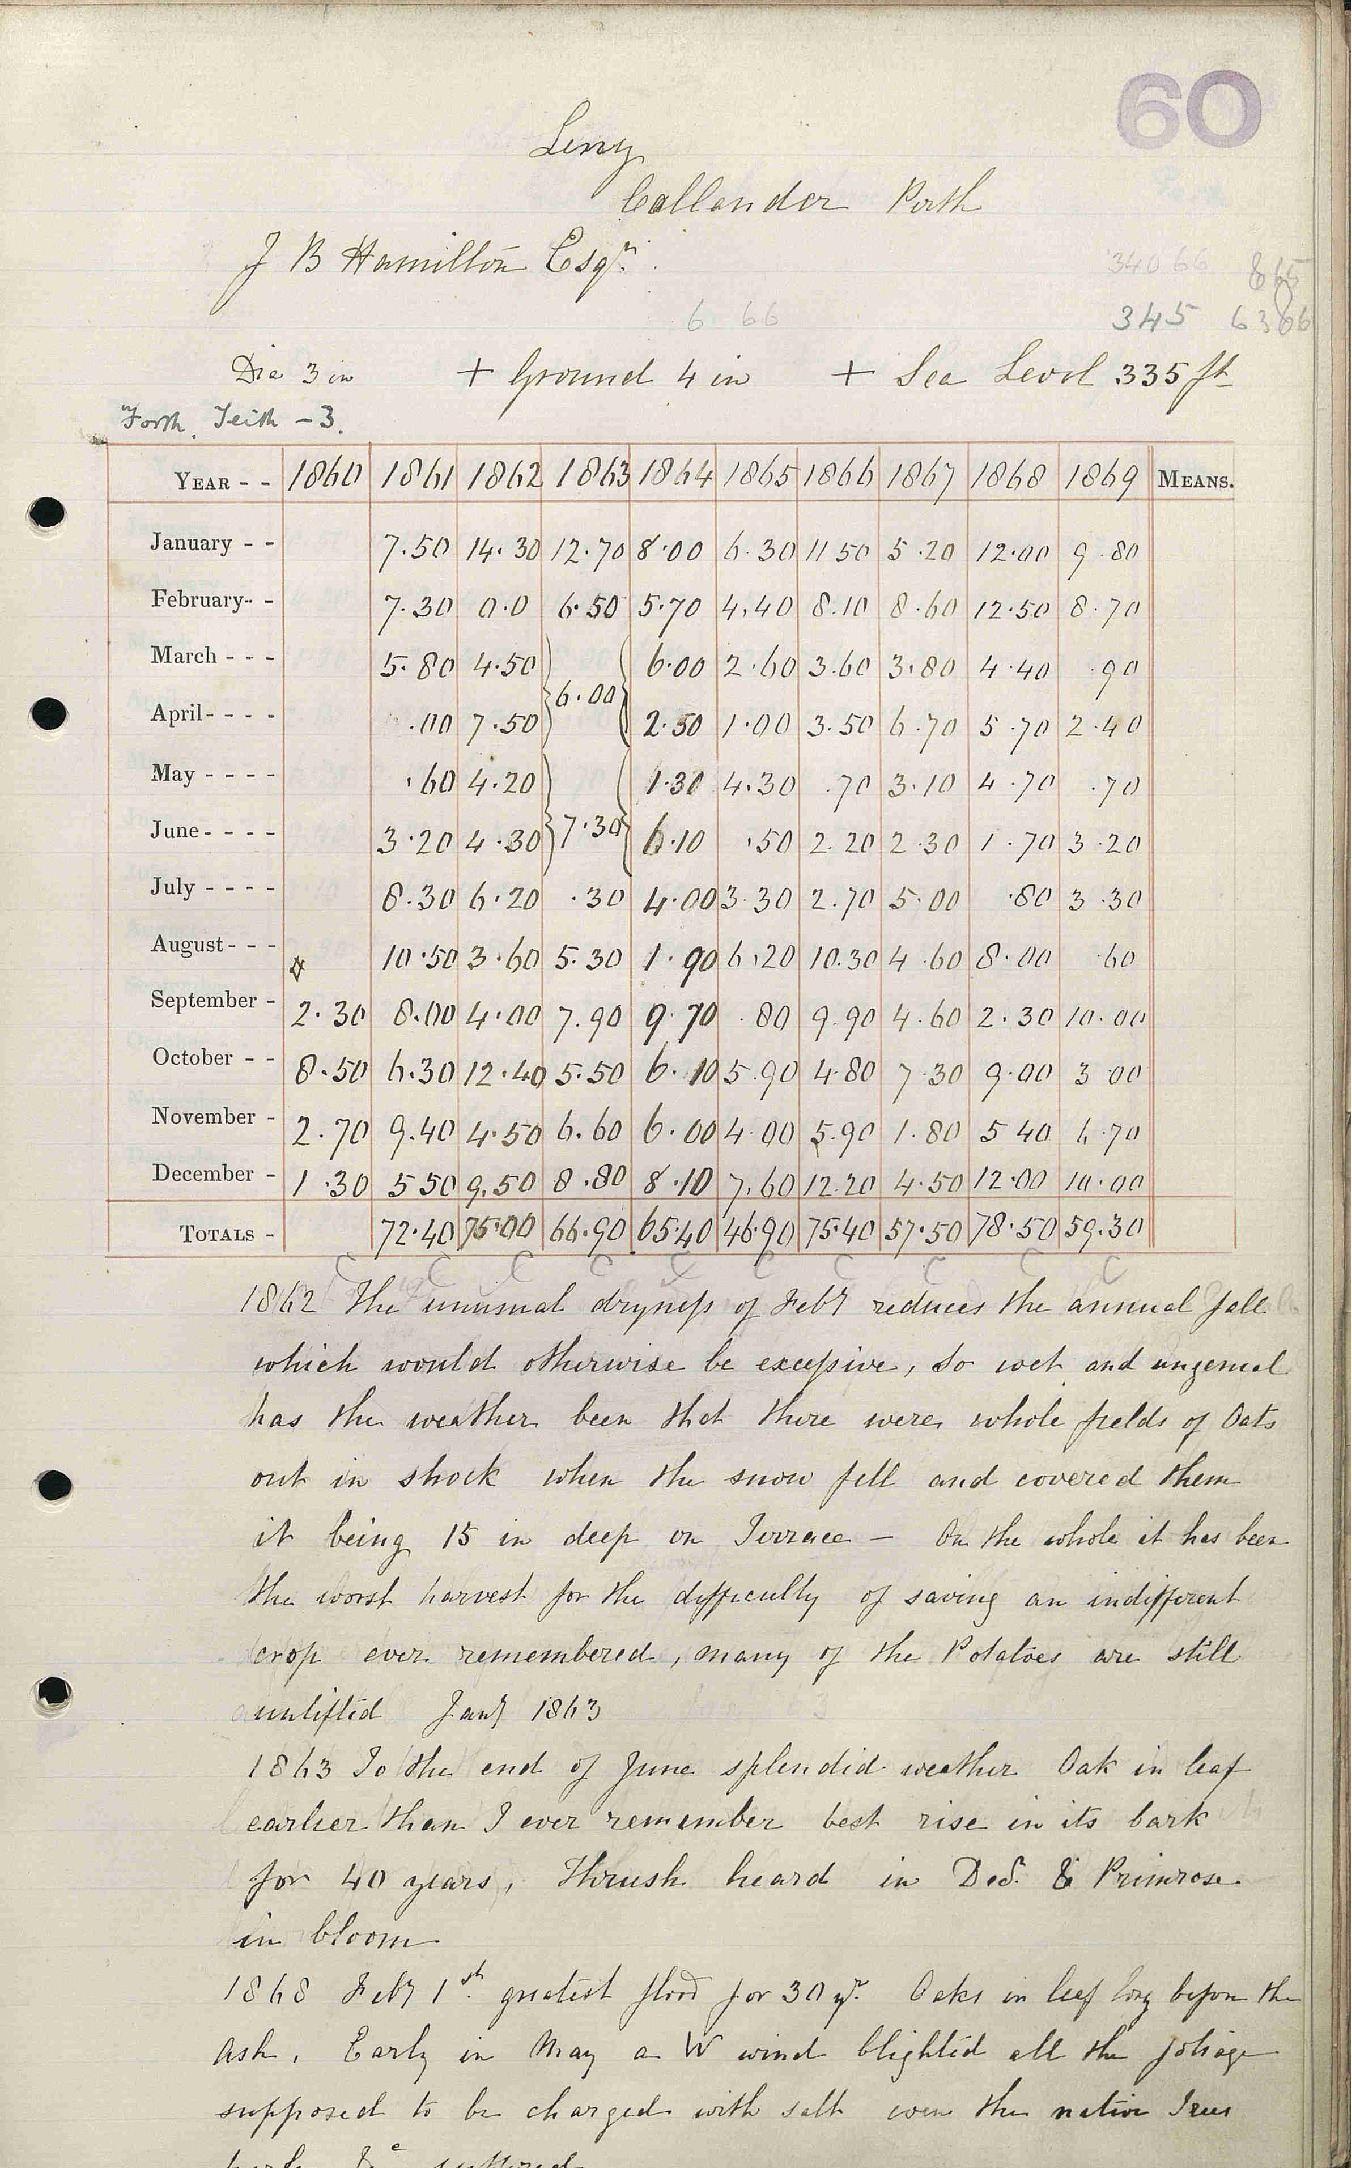 60
Leny
Callander Perth
J B Hamilton Esqr.
34066 865
6 66 345 6386
Dia 3 in + Ground 4 in + Sea Level 335 ft
Forth. Teith - 3.
YEAR - - 1860 1861 1862 1863 1864 1865 1866 1867 1868 1869 MEANS.
January - - 7.50 14.30 12.70 8.00 6.30 11 50 5.20 12.00 9.80
February - - 7.30 0.0 6.50 5.70 4.40 8.10 8.60 12.50 8.70
March - - - 5.80 4.50 6.00 2.60 3.60 3.80 4.40 .90
6.00
April - - - - .00 7.50 2.50 1.00 3.50 6.70 5.70 2.40
May - - - - .60 4.20 1.30 4.30 .70 3.10 4.70 .70
7.30
June - - - - 3.20 4.30 6.10 .50 2.20 2.30 1.70 3.20
July - - - - 8.30 6.20 .30 4.00 3.30 2.70 5.00 .80 3.30
August - - - 10.50 3.60 5.30 1.90 6.20 10.30 4.60 8.00 .60
September - 2.30 8.00 4.00 7.90 9.70 .80 9.90 4.60 2.30 10.00
October - - 8.50 6.30 12.40 5.50 6.10 5.90 4.80 7.30 9.00 3 00
November - 2.70 9.40 4.50 6.60 6.00 4.00 5.90 1.80 5 40 6.70
December - 1.30 5 50 9.50 8.80 8.10 7.60 12.20 4.50 12.00 10.00
TOTALS - 72.40 75.00 66.90 65.40 46.90 75.40 57.50 78.50 59.30
C C C C C C C C C
1862 The unusual dryness of Feby reduces the annual fall
which would otherwise be excessive, So wet and ungenial
has the weather been that there were whole fields of Oats
out in shock when the snow fell and covered them
it being 15 in deep on Terrace - On the whole it has been
the worst harvest for the difficulty of saving an indifferent
crop ever remembered, many of the Potatoes are still
unlifted Jany 1863
1863 To the end of June splendid weather Oak in leaf
earlier than I ever remember best rise in its bark
for 40 years, Thrush heard in Dec. & Primrose
in bloom
1868 Feby 1st. greatest flood for 30 yr. Oaks in leaf long before the
ash. Early in May a W wind blighted all the foliage
supposed to be charged with salt even the native Trees
&c suffered